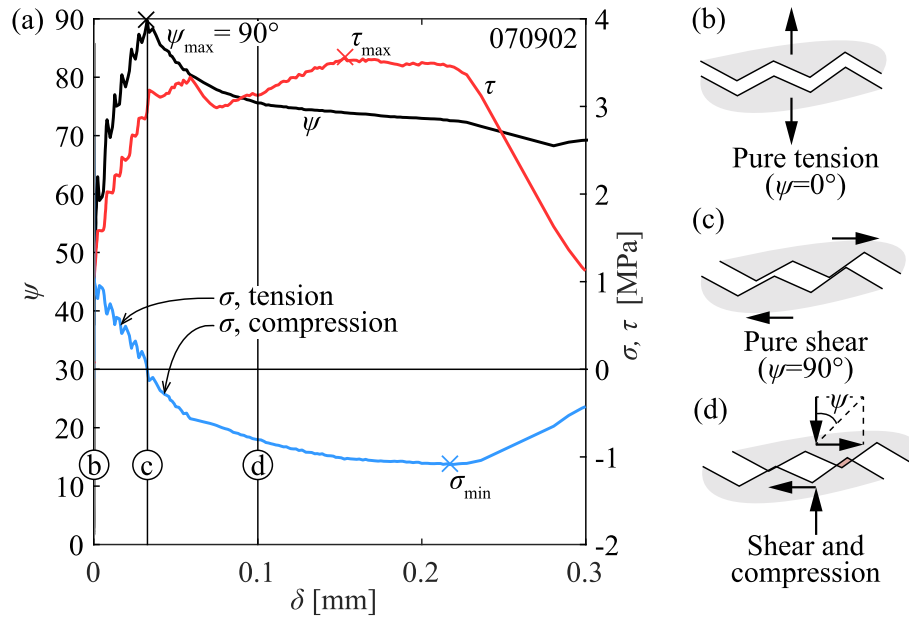 (a)
90
80
70
60
50
40
30
20
10
0
ψ
ψmax = 90°
070902
τmax
τ
ψ
σ, tension
σ, compression
σmin
b
c
d
4
3
2
1
0
-1
-2
σ, τ [MPa]
0
0.1
0.2
0.3
δ [mm]
(b)
Pure tension
(ψ=0°)
(c)
Pure shear
(ψ=90°)
(d)
ψ
Shear and
compression